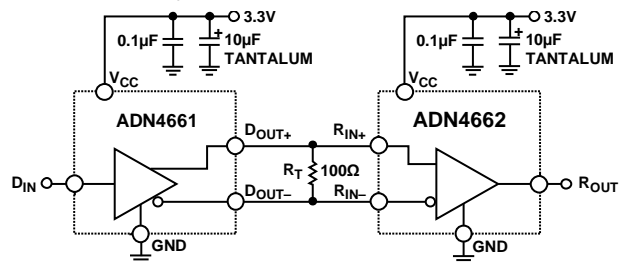 3.3V
0.1µF
+
10µF
TANTALUM
VCC
ADN4661
DIN
DOUT+
DOUT–
GND
RT
100Ω
3.3V
0.1µF
+
10µF
TANTALUM
VCC
ADN4662
RIN+
RIN–
ROUT
GND